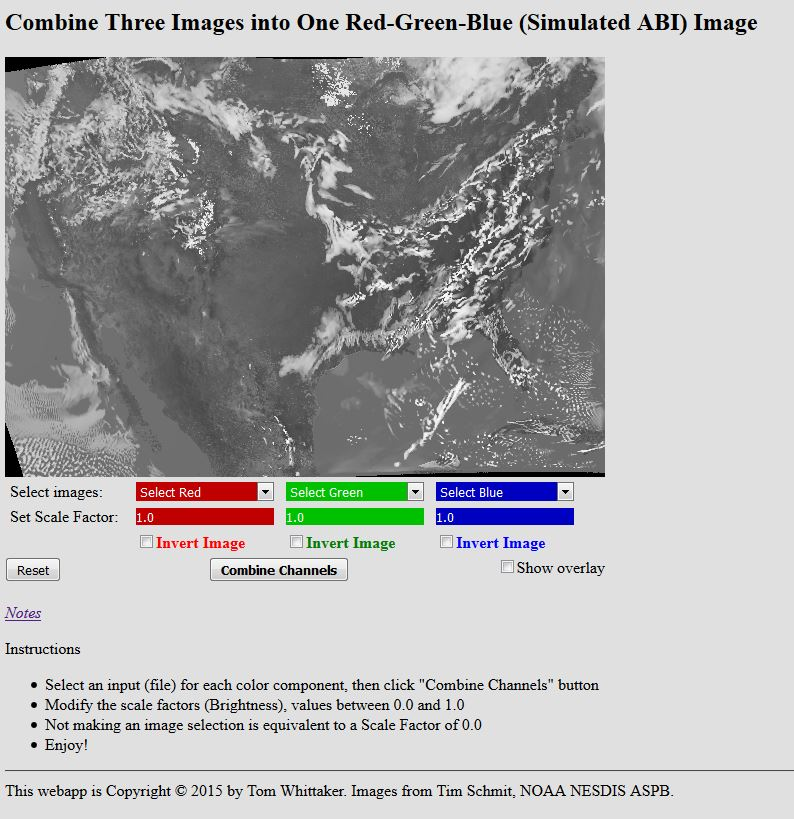 Combine Three Images into One Red-Green-Blue (Simulated ABI) Image
Select images: Select Red Select Green Select Blue
Set Scale Factor: 1.0 1.0 1.0
Invert Image Invert Image Invert Image
Reset Combine Channels Show overlay
Notes
Instructions
• Select an input (file) for each color component, then click "Combine Channels" button
• Modify the scale factors (Brightness), values between 0.0 and 1.0
• Not making an image selection is equivalent to a Scale Factor of 0.0
• Enjoy!
This webapp is Copyright © 2015 by Tom Whittaker. Images from Tim Schmit, NOAA NESDIS ASPB.